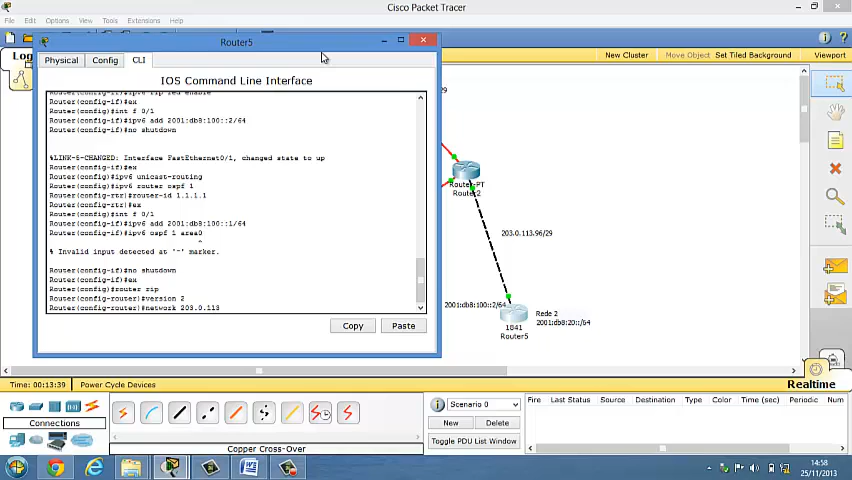 Cisco Packet Tracer
File Edit Options View Tools Extensions Help
Router5
Physical Config CLI
IOS Command Line Interface
Router(config-if)#ex
Router(config)#int f 0/1
Router(config-if)#ipv6 add 2001:db8:100::2/64
Router(config-if)#no shutdown
%LINK-5-CHANGED: Interface FastEthernet0/1, changed state to up
Router(config-if)#ex
Router(config)#ipv6 unicast-routing
Router(config)#ipv6 router ospf 1
Router(config-rtr)#router-id 1.1.1.1
Router(config-rtr)#ex
Router(config)#int f 0/1
Router(config-if)#ipv6 add 2001:db8:100::1/64
Router(config-if)#ipv6 ospf 1 area0
^
% Invalid input detected at '^' marker.
Router(config-if)#no shutdown
Router(config-if)#ex
Router(config)#router rip
Router(config-router)#version 2
Router(config-router)#network 203.0.113
Copy Paste
New Cluster Move Object Set Tiled Background Viewport
Router-PT
Router2
203.0.113.96/29
2001:db8:100::2/64
Rede 2
2001:db8:20::/64
1841
Router5
Time: 00:13:39 Power Cycle Devices
Realtime
Connections
Copper Cross-Over
Scenario 0
New Delete
Toggle PDU List Window
Fire Last Status Source Destination Type Color Time (sec) Periodic Num
14:58
25/11/2013